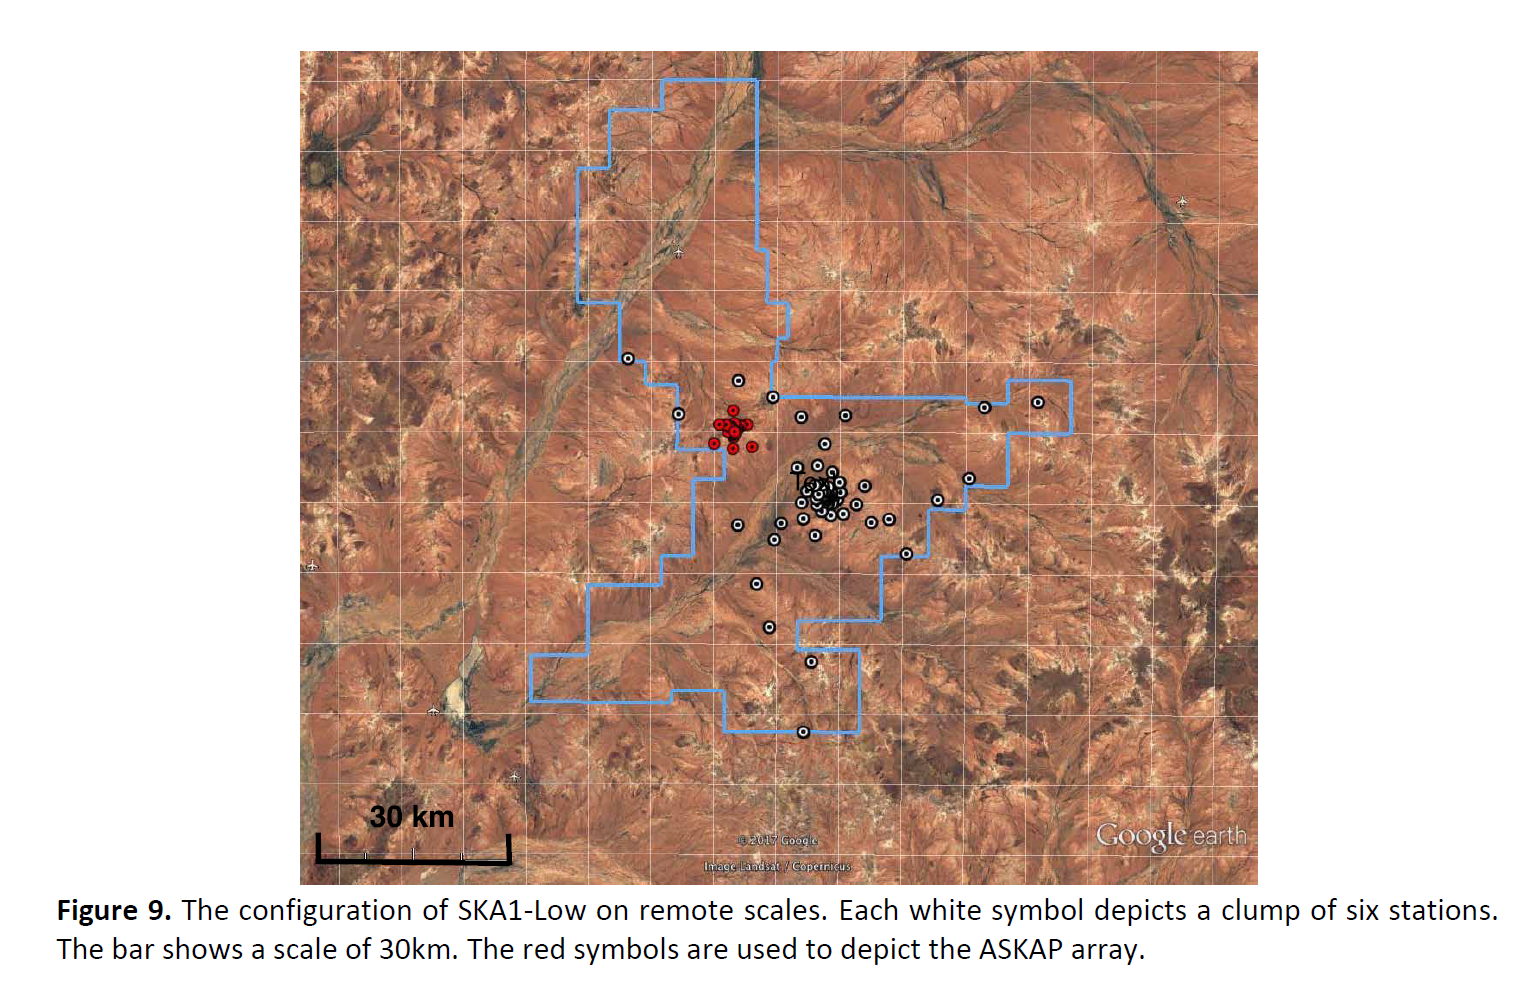 30 km
© 2017 Google
Image Landsat / Copernicus
Google earth
Figure 9. The configuration of SKA1-Low on remote scales. Each white symbol depicts a clump of six stations.
The bar shows a scale of 30km. The red symbols are used to depict the ASKAP array.